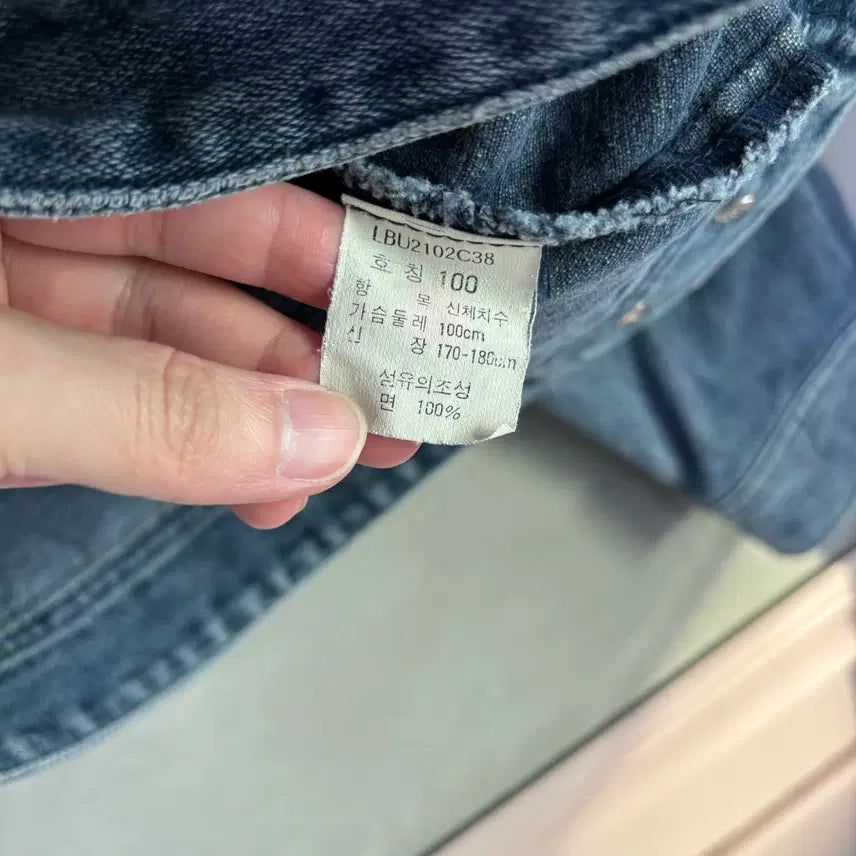 LBU2102C38
호 칭 100
항 목 신체치수
가슴둘레 100cm
신 장 170-180cm
섬유의조성
면 100%